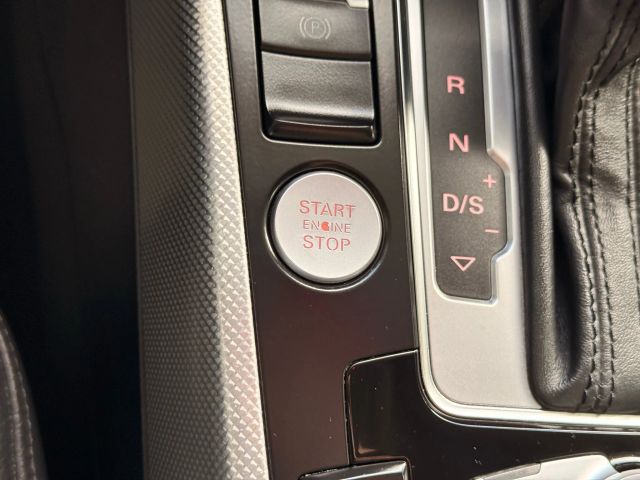 (P)
START
ENGINE
STOP
R
N
+
D/S
−